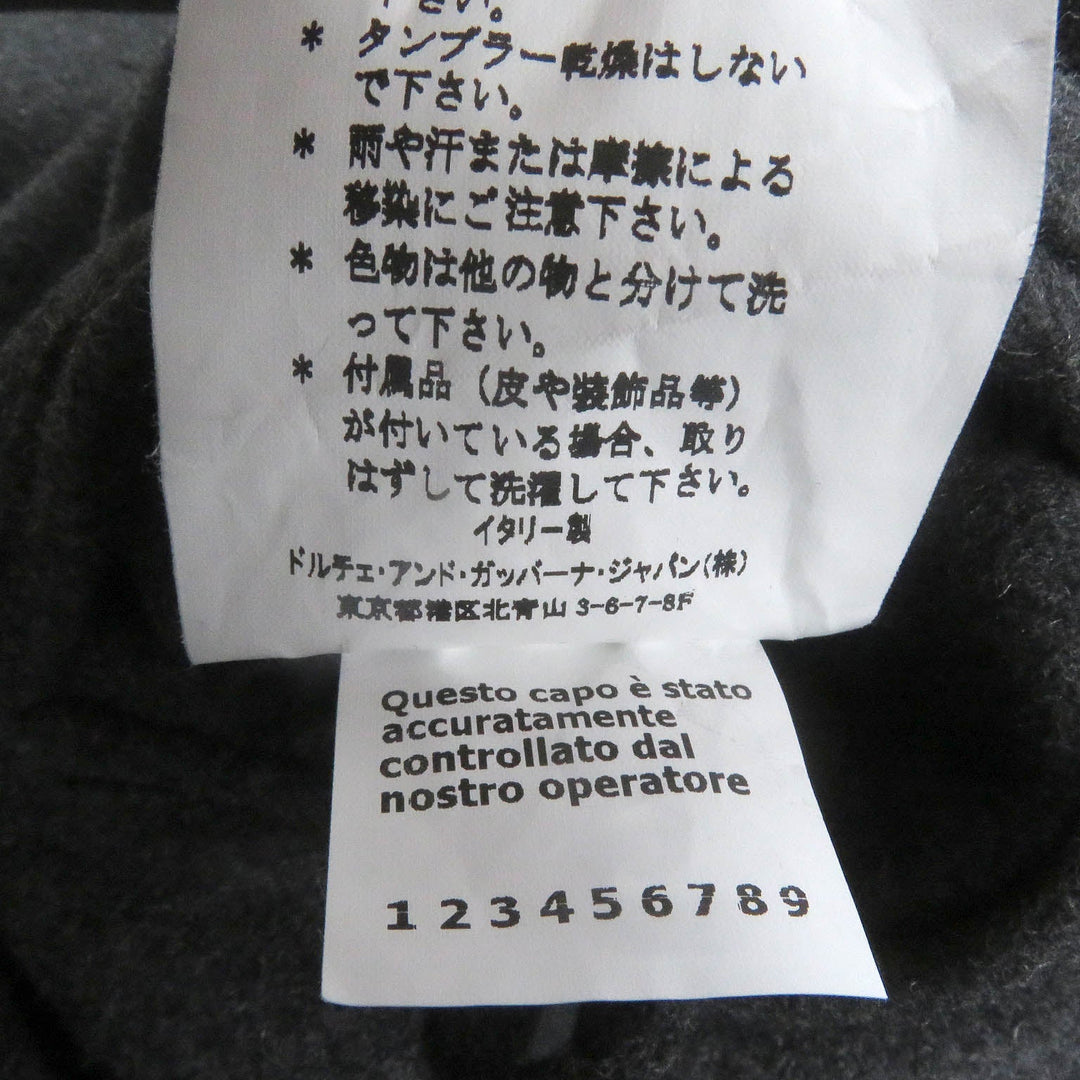 下さい。
* タンブラー乾燥はしない
で下さい。
* 雨や汗または摩擦による
移染にご注意下さい。
* 色物は他の物と分けて洗
って下さい。
* 付属品（皮や装飾品等）
が付いている場合、取り
はずして洗濯して下さい。
イタリー製
ドルチェ・アンド・ガッバーナ・ジャパン(株)
東京都港区北青山 3-6-7-8F
Questo capo è stato
accuratamente
controllato dal
nostro operatore
1 2 3 4 5 6 7 8 9